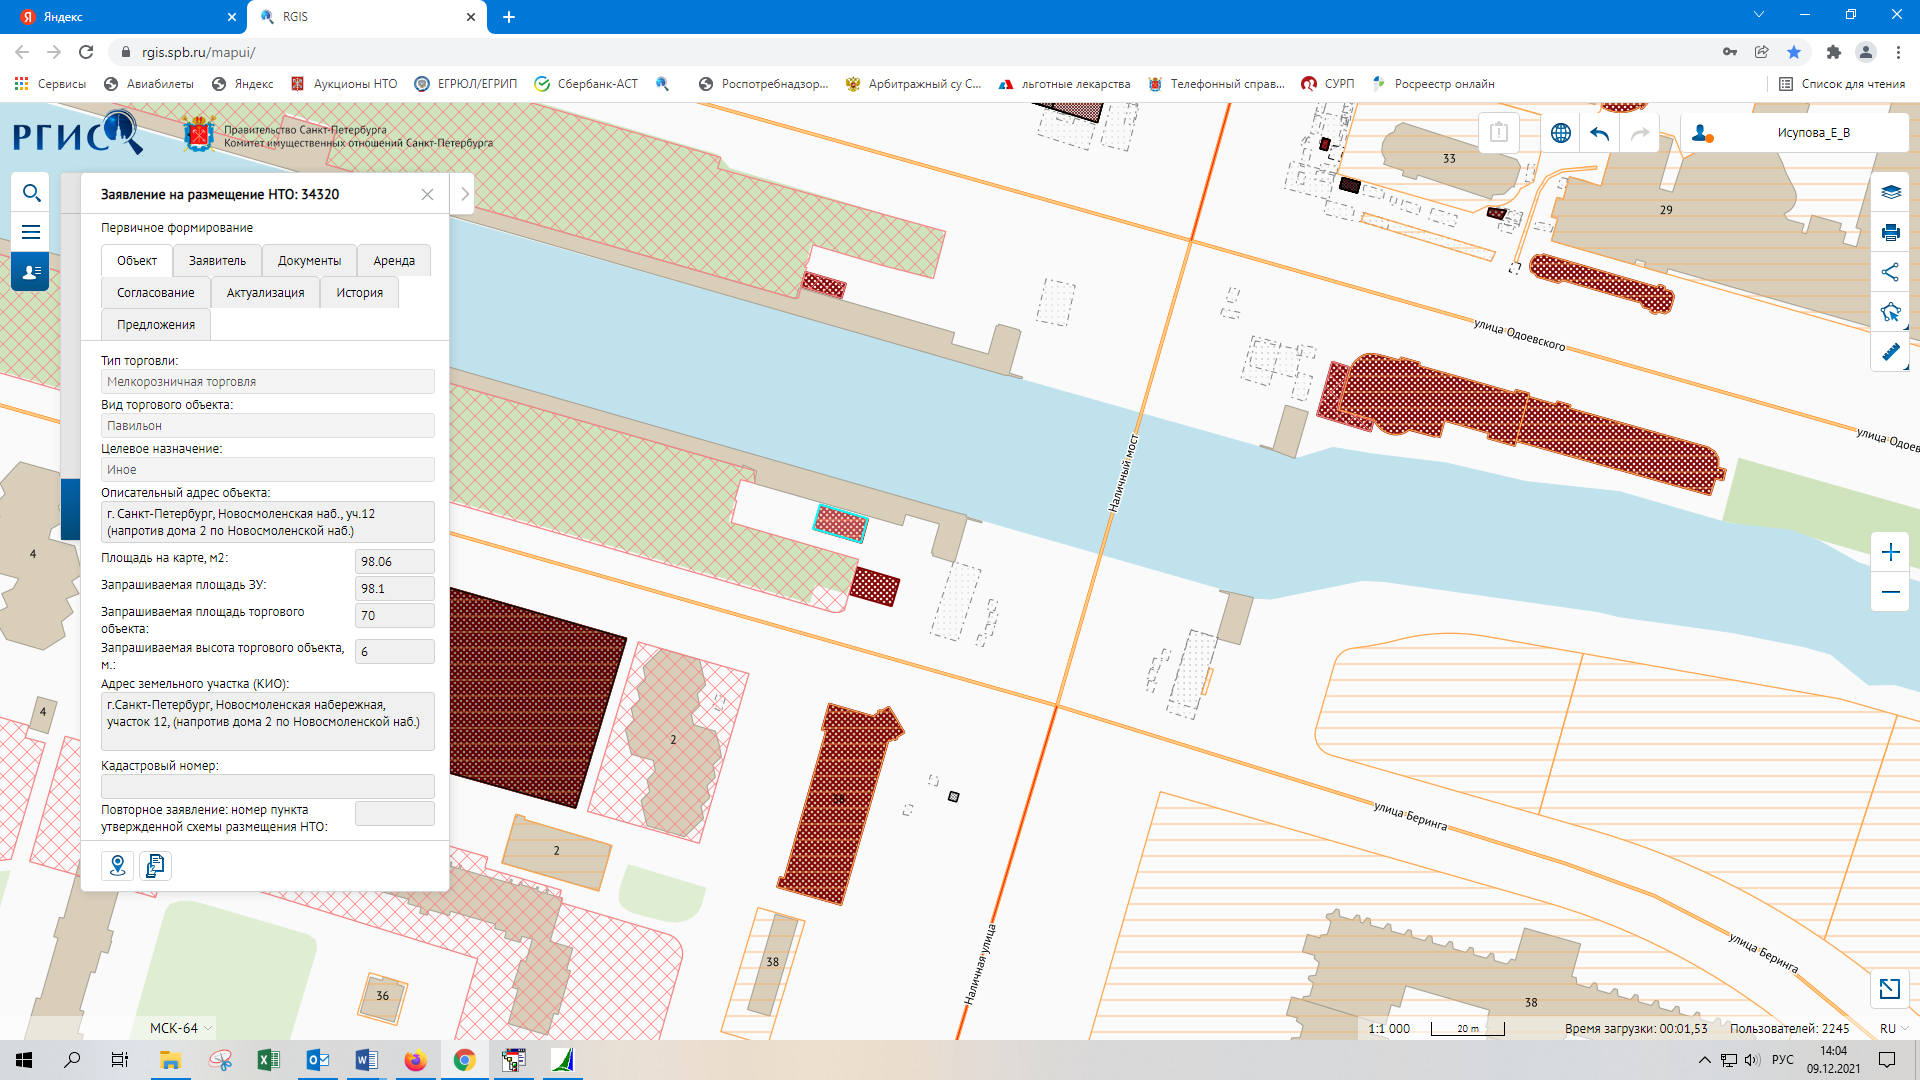 Яндекс
RGIS
rgis.spb.ru/mapui/
Сервисы
Авиабилеты
Яндекс
Аукционы НТО
ЕГРЮЛ/ЕГРИП
Сбербанк-АСТ
Роспотребнадзор...
Арбитражный су С...
льготные лекарства
Телефонный справ...
СУРП
Росреестр онлайн
Список для чтения
РГИС
Правительство Санкт-Петербурга
Комитет имущественных отношений Санкт-Петербурга
Исупова_Е_В
Заявление на размещение НТО: 34320
Первичное формирование
Объект
Заявитель
Документы
Аренда
Согласование
Актуализация
История
Предложения
Тип торговли:
Мелкорозничная торговля
Вид торгового объекта:
Павильон
Целевое назначение:
Иное
Описательный адрес объекта:
г. Санкт-Петербург, Новосмоленская наб., уч.12
(напротив дома 2 по Новосмоленской наб.)
Площадь на карте, м2:
98.06
Запрашиваемая площадь ЗУ:
98.1
Запрашиваемая площадь торгового
объекта:
70
Запрашиваемая высота торгового объекта,
м.:
6
Адрес земельного участка (КИО):
г.Санкт-Петербург, Новосмоленская набережная,
участок 12, (напротив дома 2 по Новосмоленской наб.)
Кадастровый номер:
Повторное заявление: номер пункта
утвержденной схемы размещения НТО:
33
29
улица Одоевского
улица Одоев
Наличный мост
4
4
2
2
36
38
38
улица Беринга
улица Беринга
Наличная улица
МСК-64
1:1 000
20 m
Время загрузки: 00:01,53
Пользователей: 2245
RU
РУС
14:04
09.12.2021